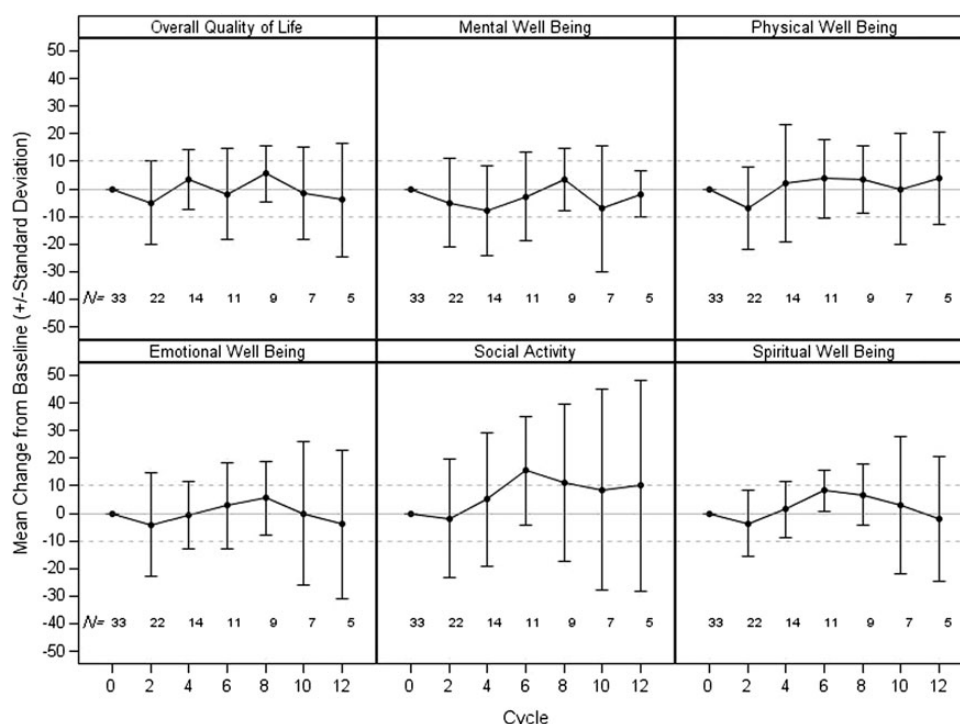 Overall Quality of Life
Mental Well Being
Physical Well Being
50
40
30
20
10
0
-10
-20
-30
-40
-50
N= 33 22 14 11 9 7 5
33 22 14 11 9 7 5
33 22 14 11 9 7 5
Emotional Well Being
Social Activity
Spiritual Well Being
50
40
30
20
10
0
-10
-20
-30
-40
-50
N= 33 22 14 11 9 7 5
33 22 14 11 9 7 5
33 22 14 11 9 7 5
0 2 4 6 8 10 12
0 2 4 6 8 10 12
0 2 4 6 8 10 12
Mean Change from Baseline (+/-Standard Deviation)
Cycle